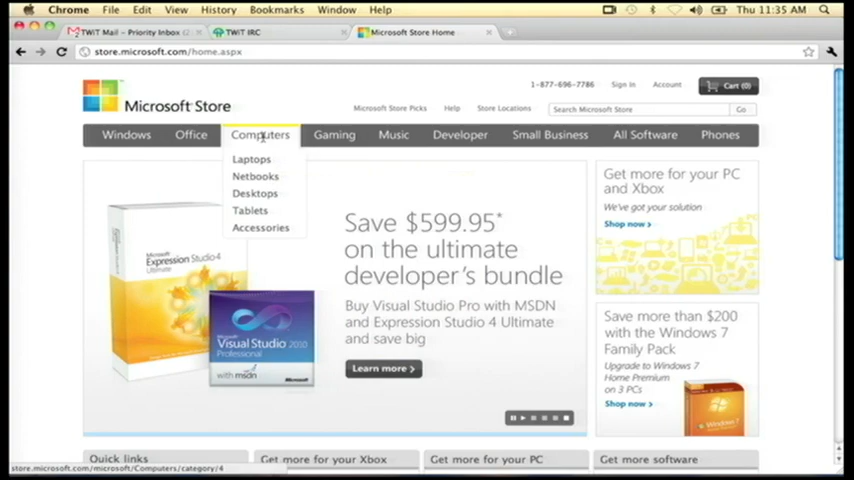 Chrome File Edit View History Bookmarks Window Help
Thu 11:35 AM
TWiT Mail – Priority Inbox (2
TWiT IRC
Microsoft Store Home
store.microsoft.com/home.aspx
1-877-696-7786 Sign In Account Cart (0)
Microsoft Store
Microsoft Store Picks Help Store Locations Search Microsoft Store Go
Windows Office Computers Gaming Music Developer Small Business All Software Phones
Laptops
Netbooks
Desktops
Tablets
Accessories
Microsoft
Expression Studio 4
Ultimate
Microsoft
Visual Studio 2010
Professional
with msdn
Microsoft
Save $599.95*
on the ultimate
developer's bundle
Buy Visual Studio Pro with MSDN
and Expression Studio 4 Ultimate
and save big
Learn more >
Get more for your PC
and Xbox
We've got your solution
Shop now >
Save more than $200
with the Windows 7
Family Pack
Upgrade to Windows 7
Home Premium
on 3 PCs
Shop now >
Windows 7
Quick links
Get more for your Xbox
Get more for your PC
Get more software
store.microsoft.com/microsoft/Computers/category/4